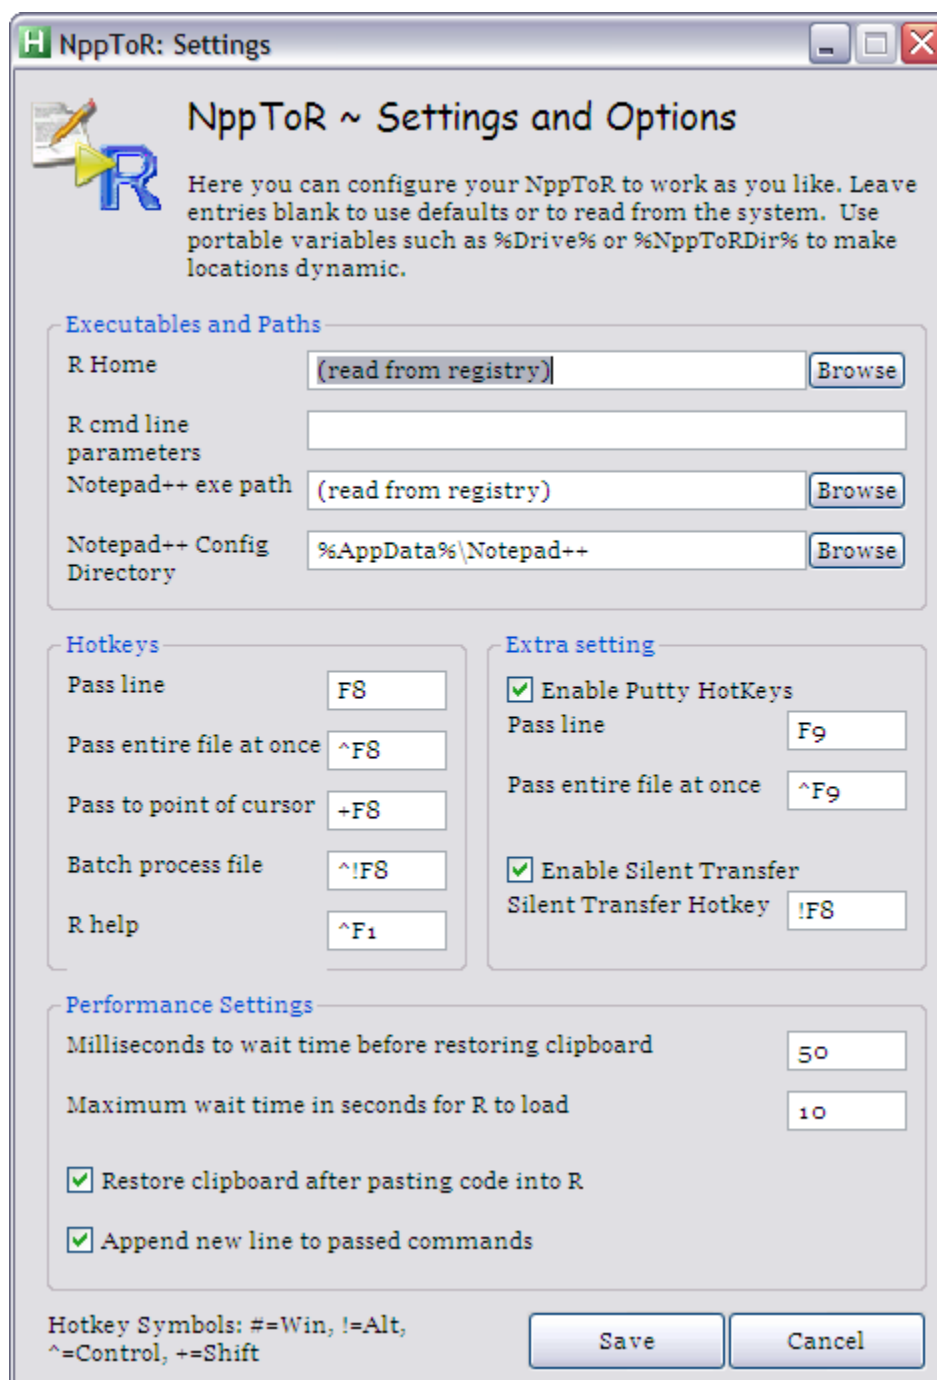 NppToR: Settings
NppToR ~ Settings and Options
Here you can configure your NppToR to work as you like. Leave
entries blank to use defaults or to read from the system.  Use
portable variables such as %Drive% or %NppToRDir% to make
locations dynamic.
Executables and Paths
R Home
(read from registry)
Browse
R cmd line
parameters
Notepad++ exe path
(read from registry)
Browse
Notepad++ Config
Directory
%AppData%\Notepad++
Browse
Hotkeys
Pass line
F8
Pass entire file at once
^F8
Pass to point of cursor
+F8
Batch process file
^!F8
R help
^F1
Extra setting
Enable Putty HotKeys
Pass line
F9
Pass entire file at once
^F9
Enable Silent Transfer
Silent Transfer Hotkey
!F8
Performance Settings
Milliseconds to wait time before restoring clipboard
50
Maximum wait time in seconds for R to load
10
Restore clipboard after pasting code into R
Append new line to passed commands
Hotkey Symbols: #=Win, !=Alt,
^=Control, +=Shift
Save
Cancel